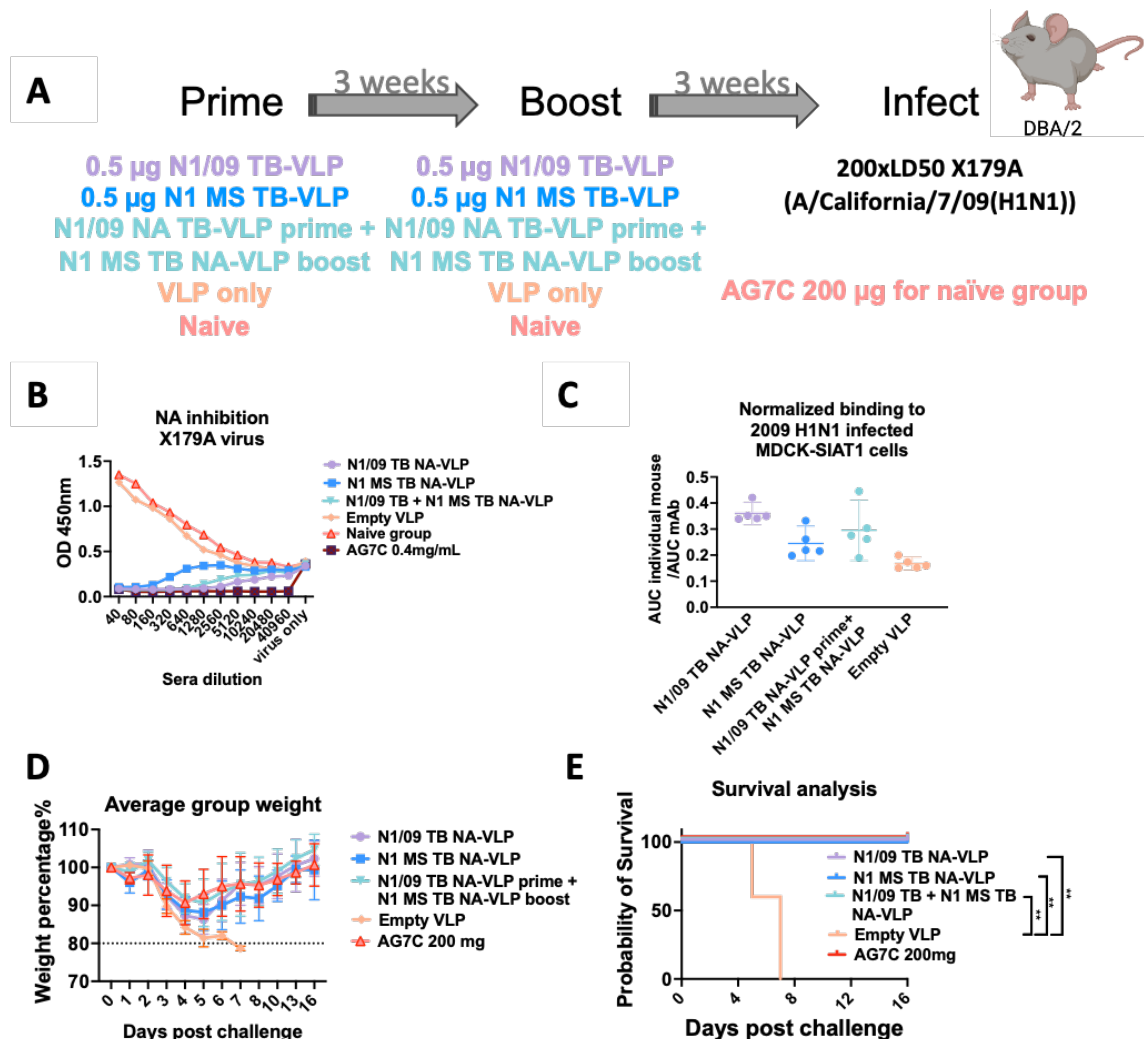 A
Prime
3 weeks
Boost
3 weeks
Infect
DBA/2
0.5 µg N1/09 TB-VLP
0.5 µg N1 MS TB-VLP
N1/09 NA TB-VLP prime +
N1 MS TB NA-VLP boost
VLP only
Naive
0.5 µg N1/09 TB-VLP
0.5 µg N1 MS TB-VLP
N1/09 NA TB-VLP prime +
N1 MS TB NA-VLP boost
VLP only
Naive
200xLD50 X179A
(A/California/7/09(H1N1))
AG7C 200 µg for naïve group
B
NA inhibition
X179A virus
OD 450nm
1.5
1.0
0.5
0.0
40
80
160
320
640
1280
2560
5120
10240
20480
40960
virus only
Sera dilution
N1/09 TB NA-VLP
N1 MS TB NA-VLP
N1/09 TB + N1 MS TB NA-VLP
Empty VLP
Naive group
AG7C 0.4mg/mL
C
Normalized binding to
2009 H1N1 infected
MDCK-SIAT1 cells
AUC individual mouse
/AUC mAb
0.5
0.4
0.3
0.2
0.1
0.0
N1/09 TB NA-VLP
N1 MS TB NA-VLP
N1/09 TB NA-VLP prime+
N1 MS TB NA-VLP
Empty VLP
D
Average group weight
Weight percentage%
110
100
90
80
70
0
1
2
3
4
5
6
7
8
10
13
16
Days post challenge
N1/09 TB NA-VLP
N1 MS TB NA-VLP
N1/09 TB NA-VLP prime +
N1 MS TB NA-VLP boost
Empty VLP
AG7C 200 mg
E
Survival analysis
Probability of Survival
100
50
0
0
4
8
12
16
Days post challenge
N1/09 TB NA-VLP
N1 MS TB NA-VLP
N1/09 TB + N1 MS TB
NA-VLP
Empty VLP
AG7C 200mg
**
**
**